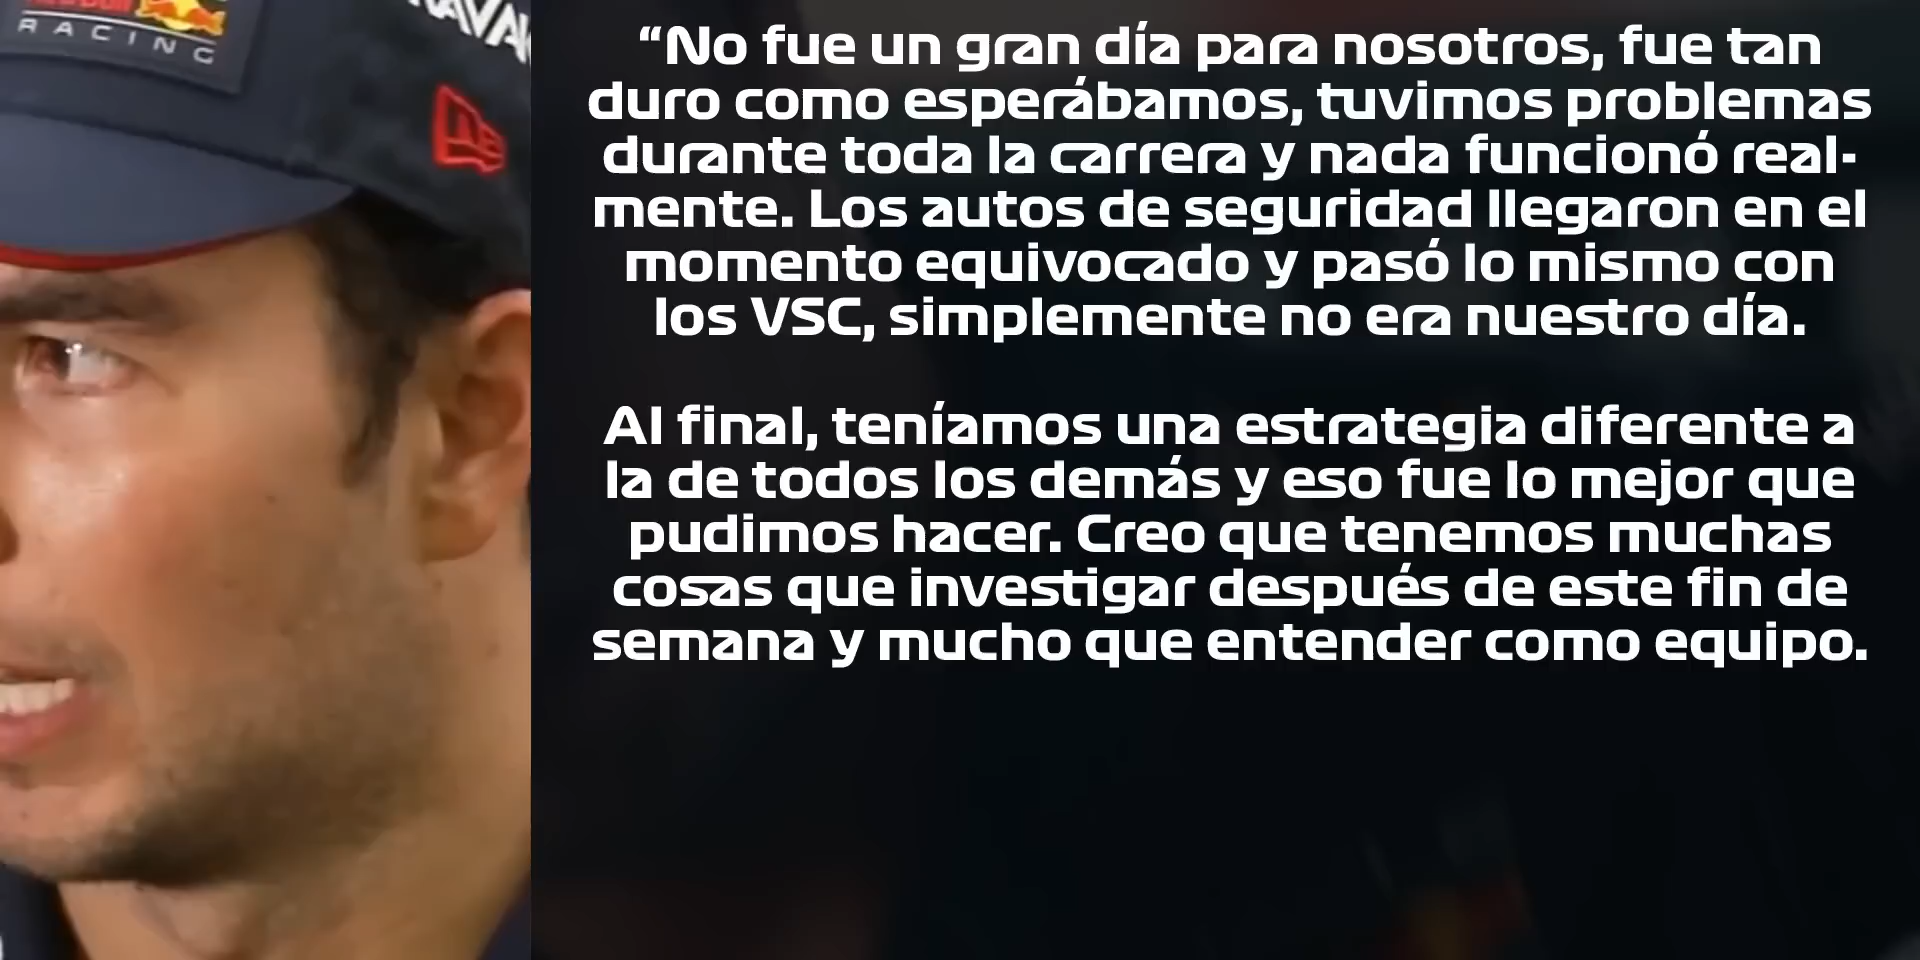 RACING
“No fue un gran día para nosotros, fue tan
duro como esperábamos, tuvimos problemas
durante toda la carrera y nada funcionó real-
mente. Los autos de seguridad llegaron en el
momento equivocado y pasó lo mismo con
los VSC, simplemente no era nuestro día.
Al final, teníamos una estrategia diferente a
la de todos los demás y eso fue lo mejor que
pudimos hacer. Creo que tenemos muchas
cosas que investigar después de este fin de
semana y mucho que entender como equipo.